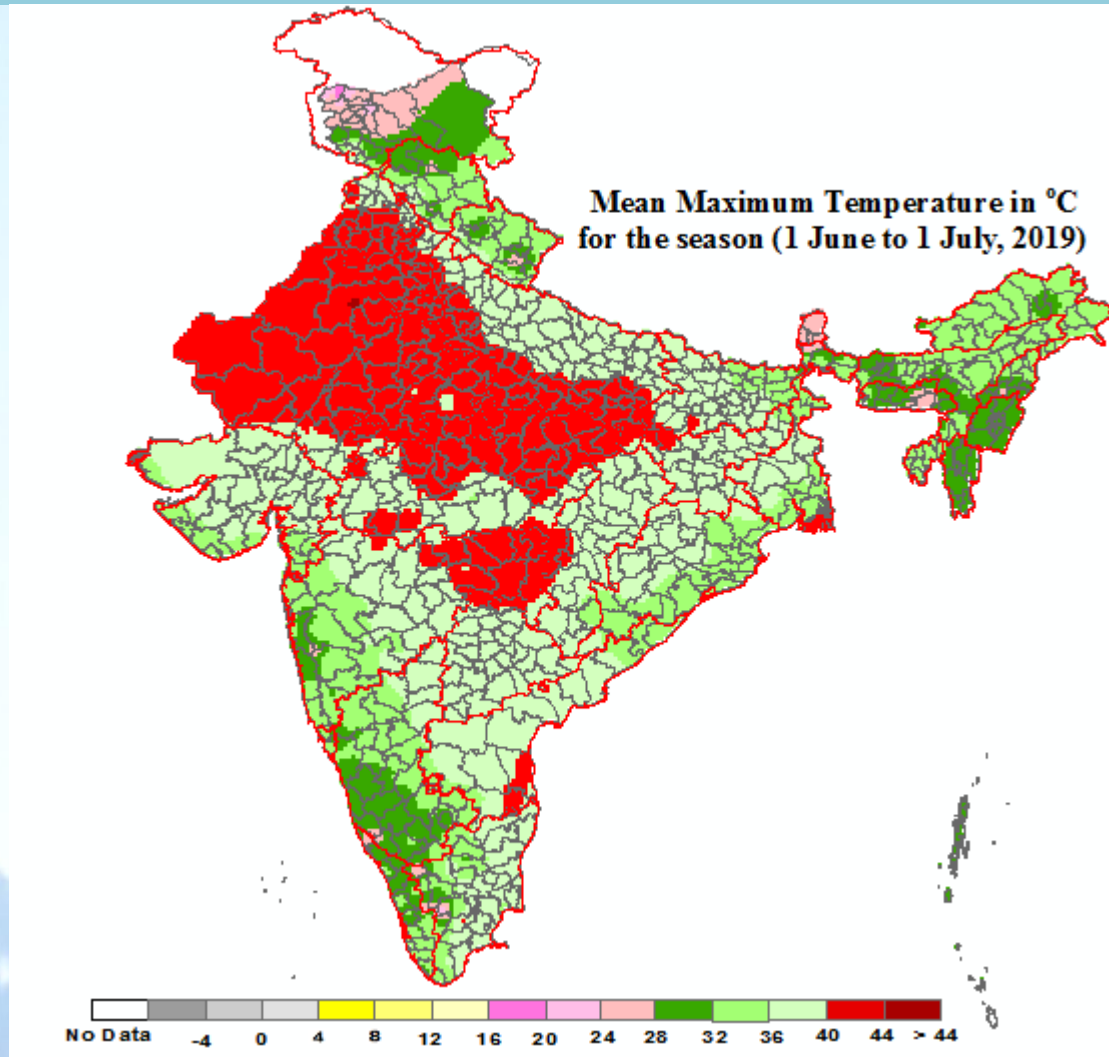 Mean Maximum Temperature in °C
for the season (1 June to 1 July, 2019)
No Data -4 0 4 8 12 16 20 24 28 32 36 40 44 > 44